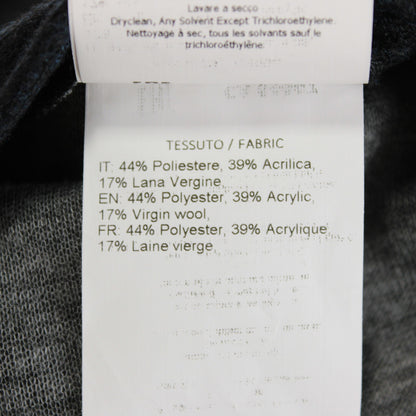 Lavare a secco
Dryclean, Any Solvent Except Trichloroethylene.
Nettoyage à sec, tous les solvants sauf le
trichloroéthylène.
TESSUTO / FABRIC
IT: 44% Poliestere, 39% Acrilica,
17% Lana Vergine,
EN: 44% Polyester, 39% Acrylic,
17% Virgin wool,
FR: 44% Polyester, 39% Acrylique,
17% Laine vierge,